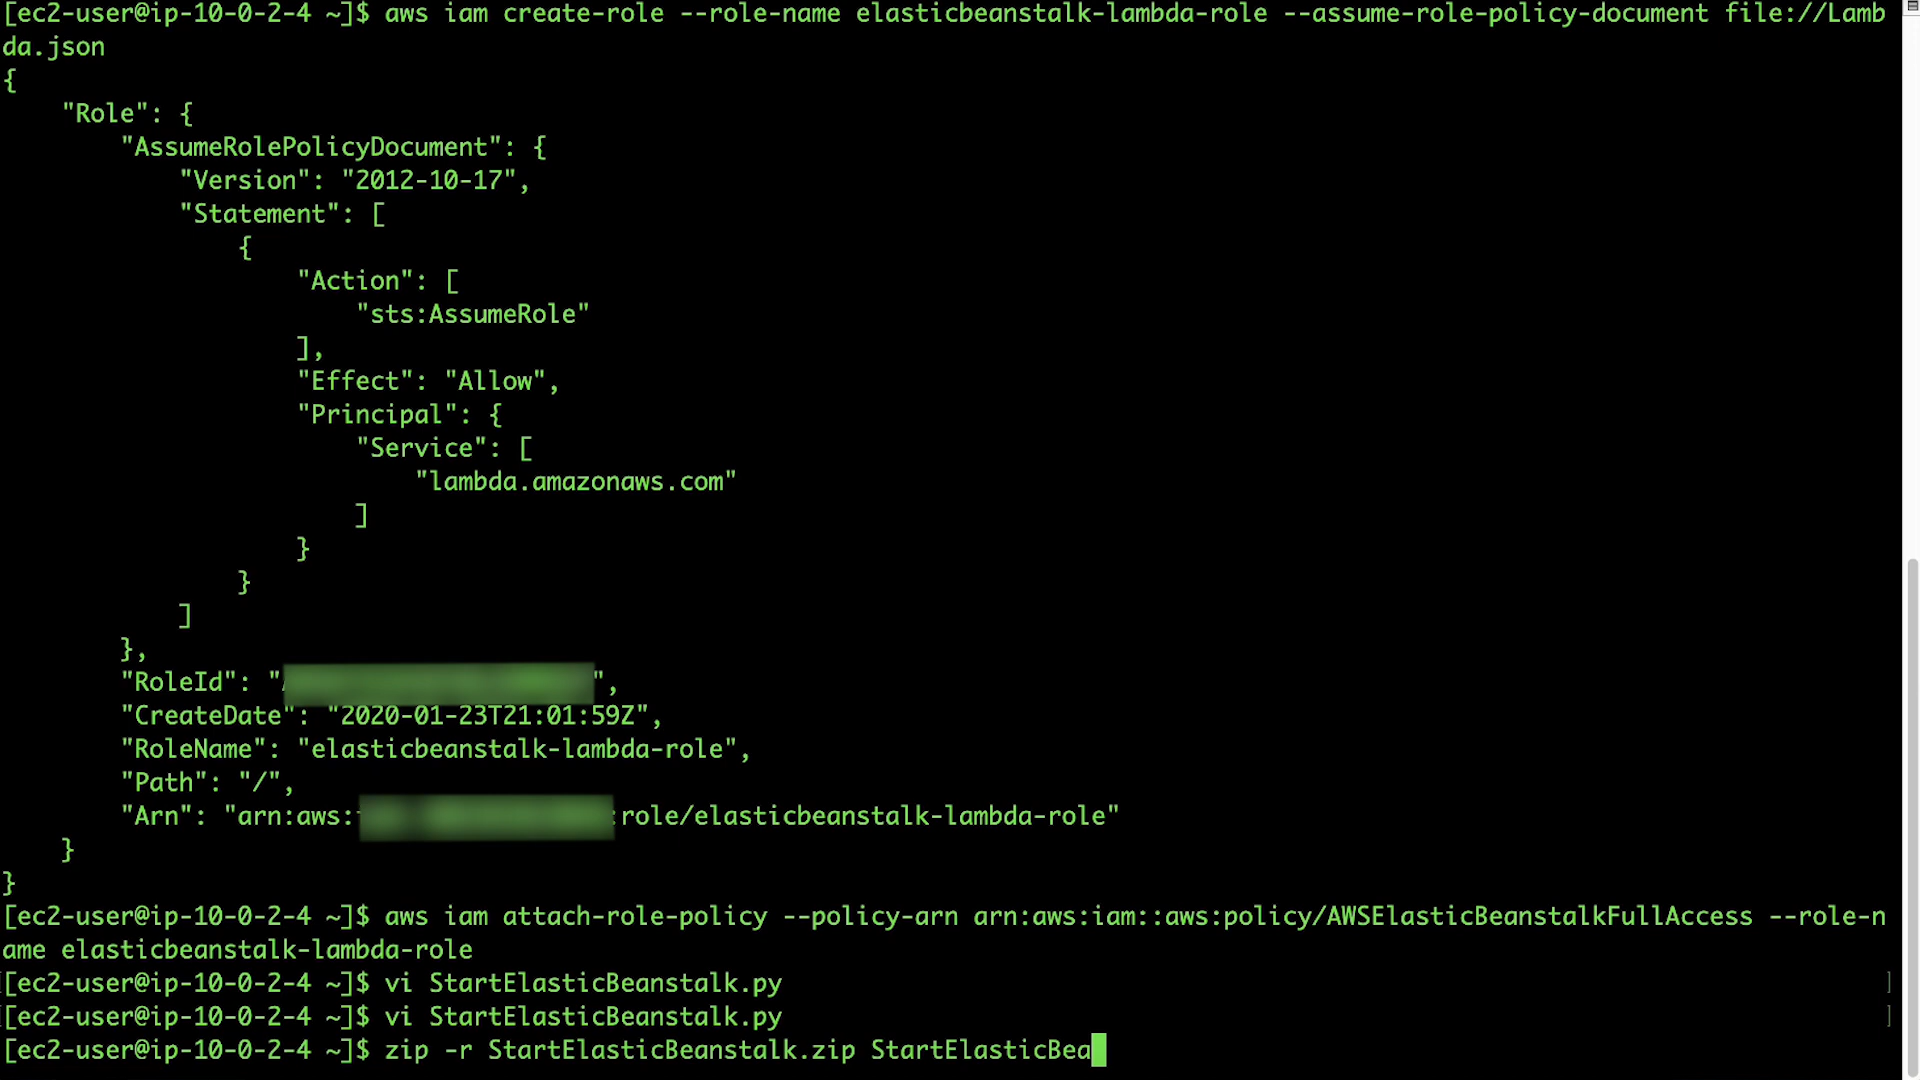 [ec2-user@ip-10-0-2-4 ~]$ aws iam create-role --role-name elasticbeanstalk-lambda-role --assume-role-policy-document file://Lamb
da.json
{
    "Role": {
        "AssumeRolePolicyDocument": {
            "Version": "2012-10-17",
            "Statement": [
                {
                    "Action": [
                        "sts:AssumeRole"
                    ],
                    "Effect": "Allow",
                    "Principal": {
                        "Service": [
                            "lambda.amazonaws.com"
                        ]
                    }
                }
            ]
        },
        "RoleId": "",
        "CreateDate": "2020-01-23T21:01:59Z",
        "RoleName": "elasticbeanstalk-lambda-role",
        "Path": "/",
        "Arn": "arn:aws: :role/elasticbeanstalk-lambda-role"
    }
}
[ec2-user@ip-10-0-2-4 ~]$ aws iam attach-role-policy --policy-arn arn:aws:iam::aws:policy/AWSElasticBeanstalkFullAccess --role-n
ame elasticbeanstalk-lambda-role
[ec2-user@ip-10-0-2-4 ~]$ vi StartElasticBeanstalk.py ]
[ec2-user@ip-10-0-2-4 ~]$ vi StartElasticBeanstalk.py ]
[ec2-user@ip-10-0-2-4 ~]$ zip -r StartElasticBeanstalk.zip StartElasticBea